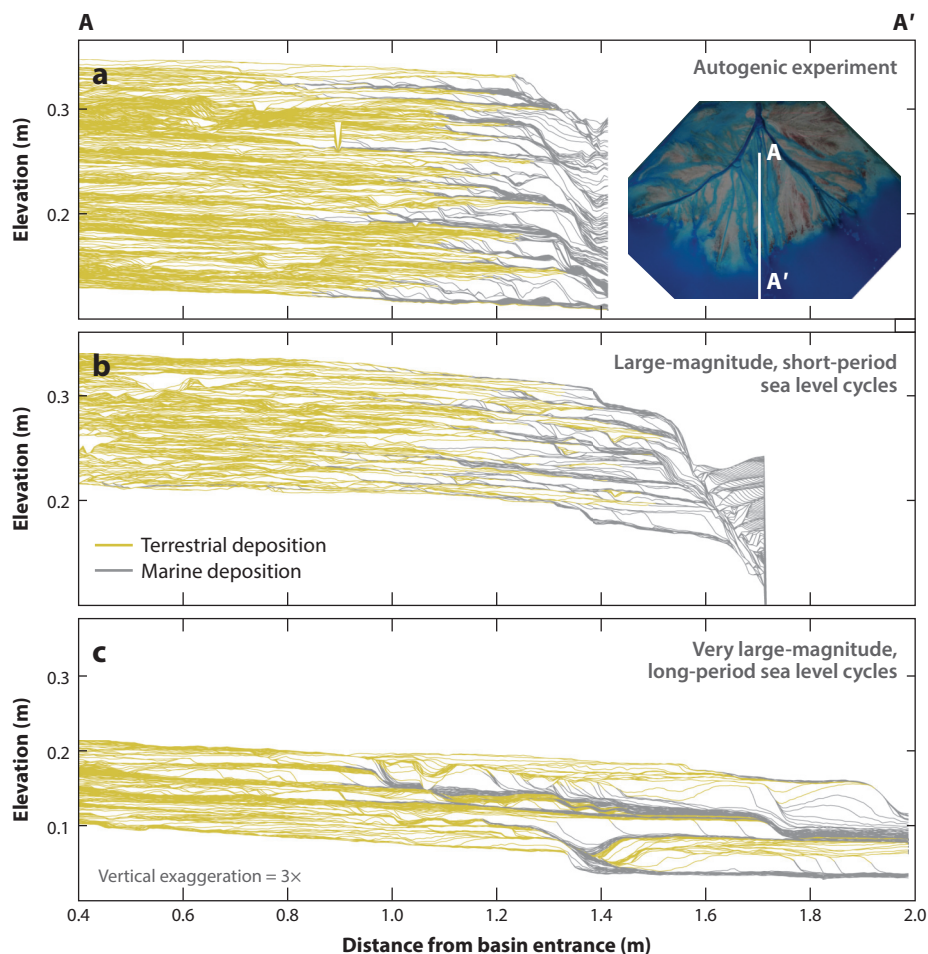 A
A′
a
Autogenic experiment
0.3
0.2
Elevation (m)
A
A′
b
Large-magnitude, short-period
sea level cycles
0.3
0.2
Elevation (m)
Terrestrial deposition
Marine deposition
c
Very large-magnitude,
long-period sea level cycles
0.3
0.2
0.1
Elevation (m)
Vertical exaggeration = 3×
0.4 0.6 0.8 1.0 1.2 1.4 1.6 1.8 2.0
Distance from basin entrance (m)